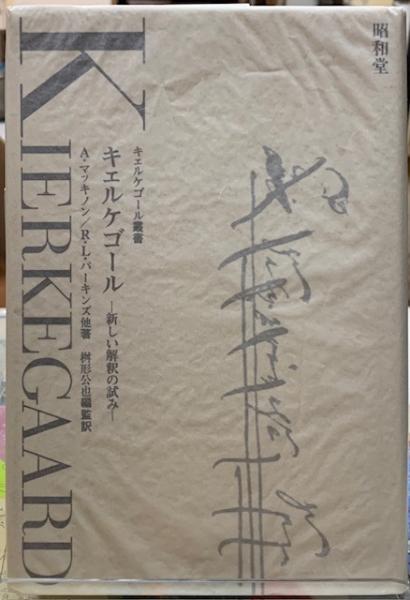 昭和堂
キェルケゴール叢書
キェルケゴール
―新しい解釈の試み―
A・マッキノン／R・L・パーキンズ他著
桝形公也編監訳
KIERKEGAARD